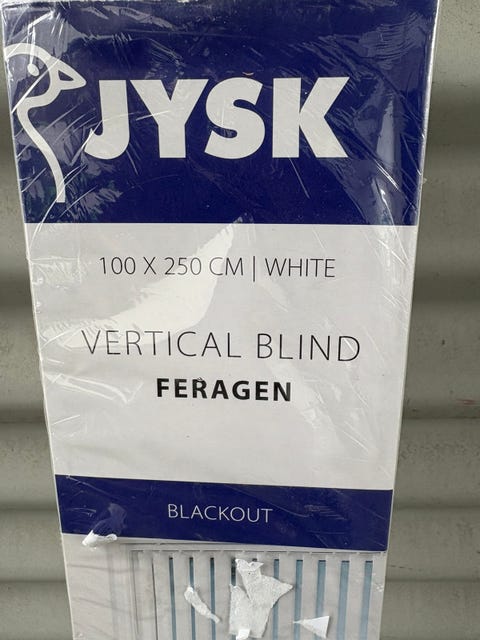 JYSK
100 X 250 CM | WHITE
VERTICAL BLIND
FERAGEN
BLACKOUT